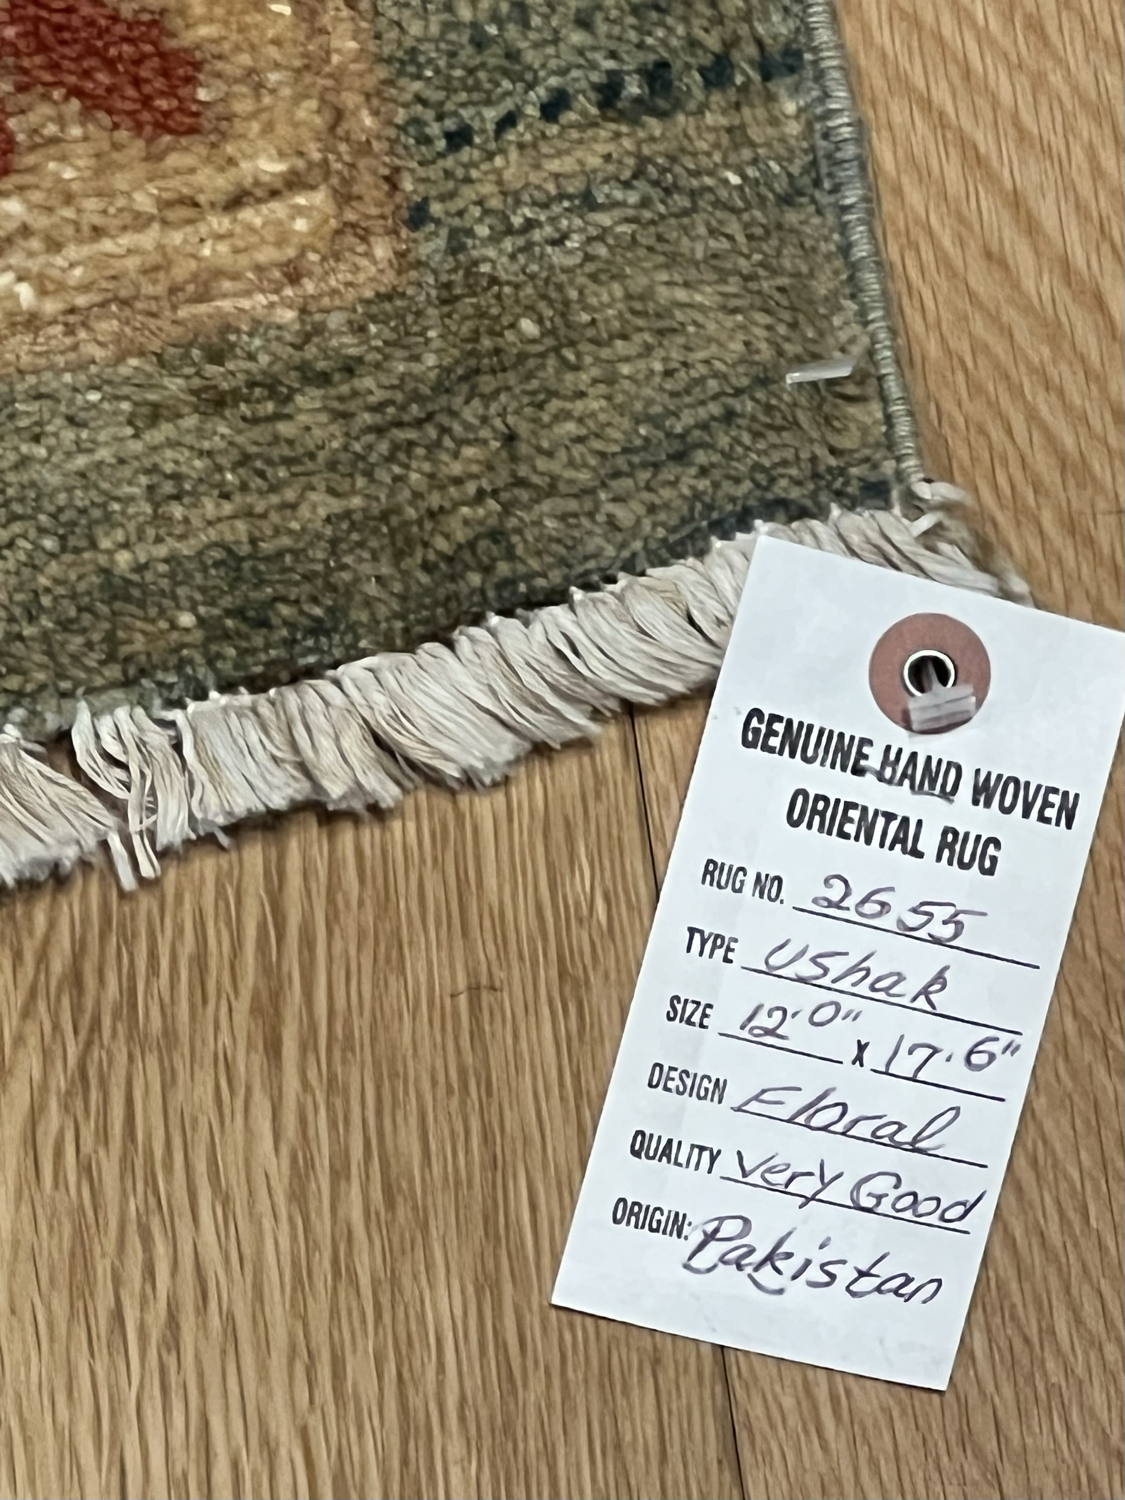 GENUINE HAND WOVEN
ORIENTAL RUG
RUG NO. 2655
TYPE Ushak
SIZE 12'0" x 17'6"
DESIGN Floral
QUALITY Very Good
ORIGIN: Pakistan